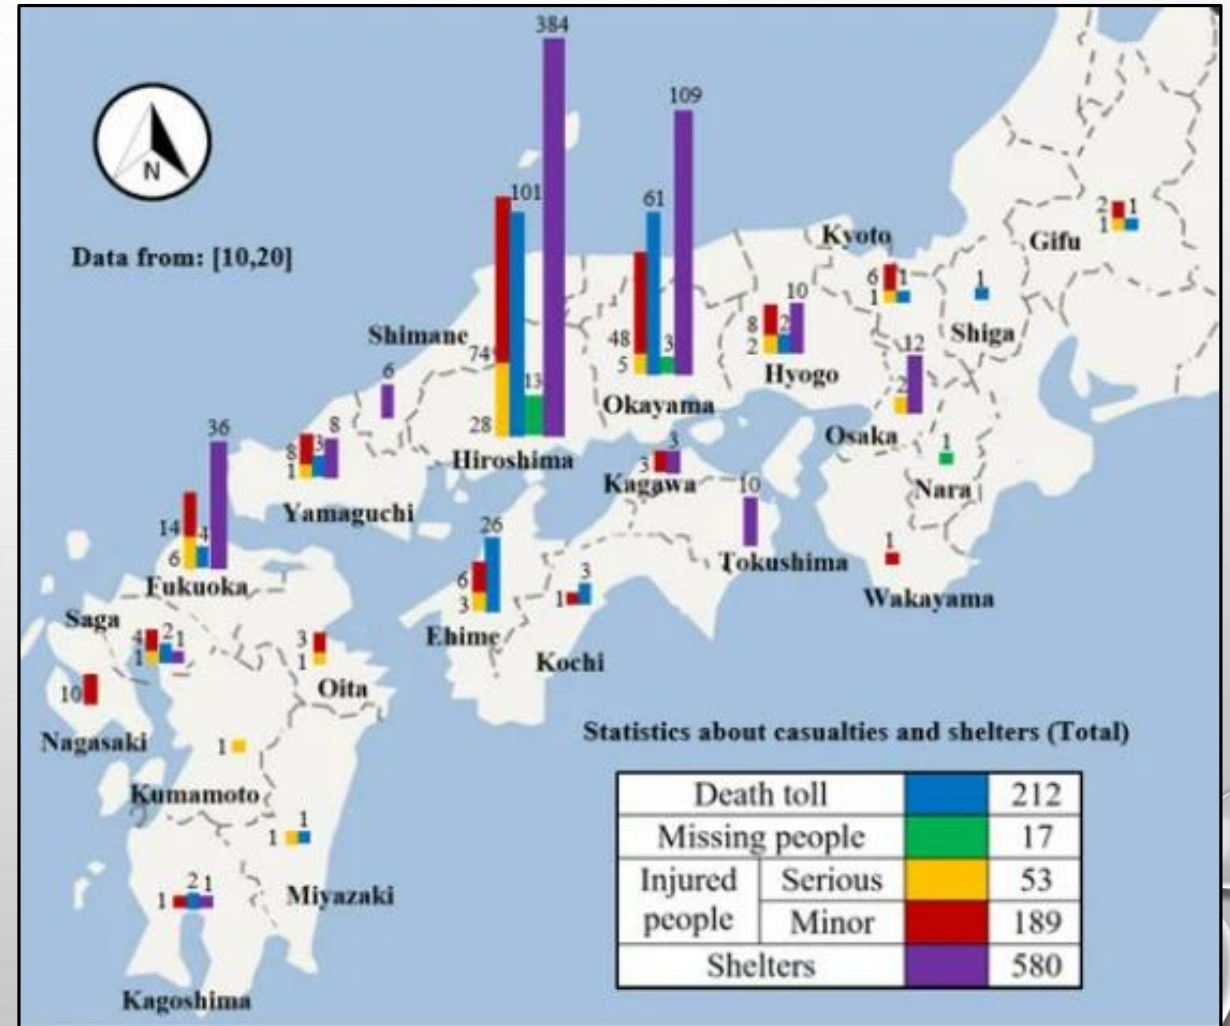 384
109
101
61
N
Data from: [10,20]
Kyoto
2 1
1
Gifu
6 1
1
1
Shiga
10
8 2
2
Hyogo
Shimane
74
48 3
5
Okayama
12
2
Osaka
6
13
28
Hiroshima
36
8 3 8
1
Yamaguchi
3
3
Kagawa
1
Nara
10
Tokushima
1
Wakayama
14 4
6
Fukuoka
26
6
3
Ehime
3
1
Kochi
Saga
4 2 1
1
3
1
Oita
10
Nagasaki
1
Kumamoto
1
1
Miyazaki
2 1
1
Kagoshima
Statistics about casualties and shelters (Total)
Death toll 212
Missing people 17
Injured people Serious 53
Minor 189
Shelters 580